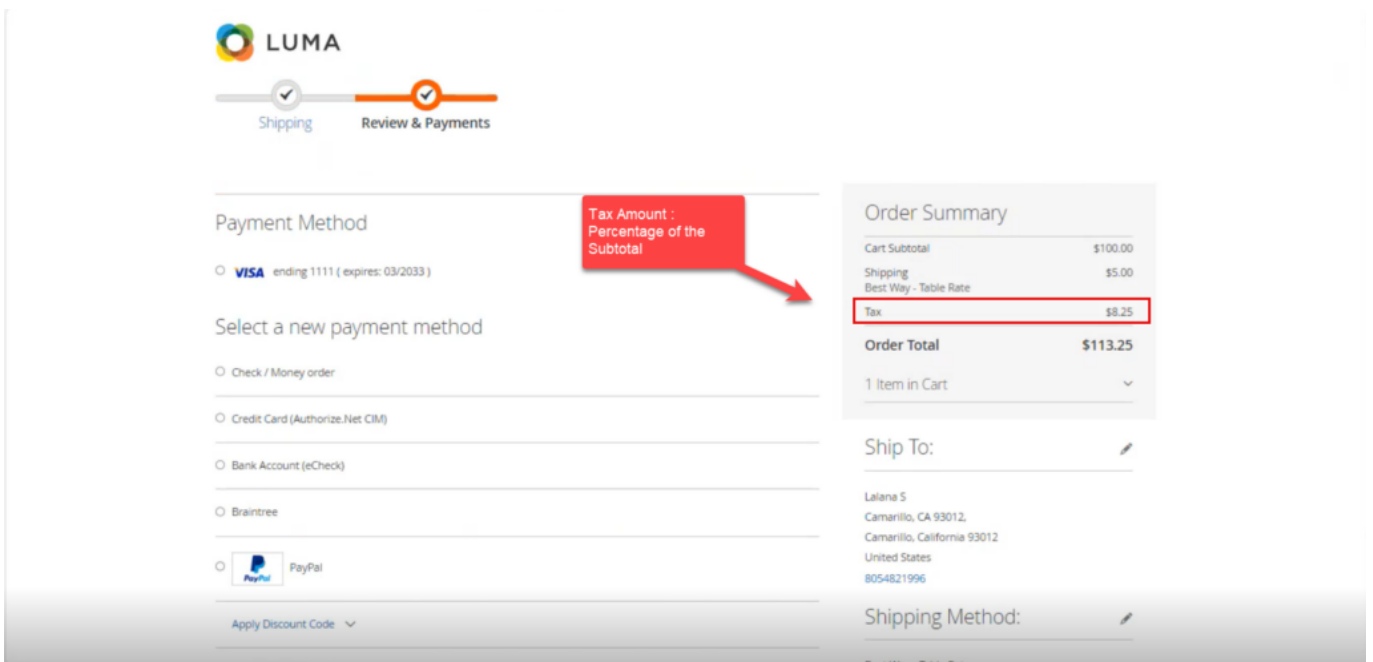 LUMA
Shipping
Review & Payments
Payment Method
VISA ending 1111 ( expires: 03/2033 )
Select a new payment method
Check / Money order
Credit Card (Authorize.Net CIM)
Bank Account (eCheck)
Braintree
PayPal PayPal
Apply Discount Code
Tax Amount :
Percentage of the
Subtotal
Order Summary
Cart Subtotal $100.00
Shipping $5.00
Best Way - Table Rate
Tax $8.25
Order Total $113.25
1 Item in Cart
Ship To:
Lalana S
Camarillo, CA 93012,
Camarillo, California 93012
United States
8054821996
Shipping Method: